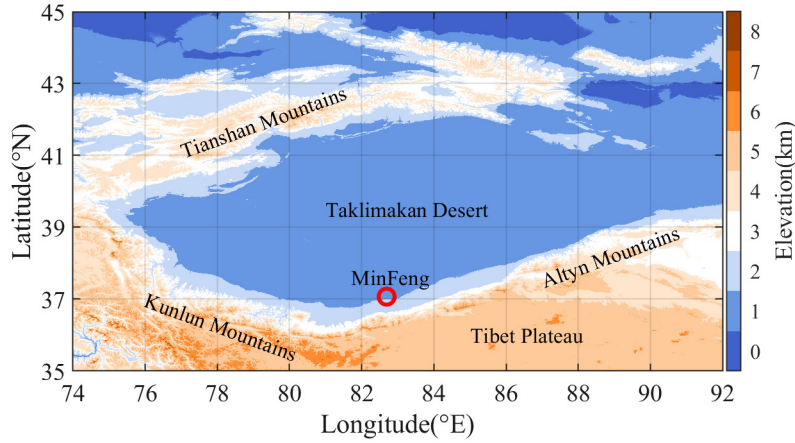 45
43
41
39
37
35
Latitude(°N)
Tianshan Mountains
Taklimakan Desert
MinFeng
Altyn Mountains
Kunlun Mountains
Tibet Plateau
74 76 78 80 82 84 86 88 90 92
Longitude(°E)
8
7
6
5
4
3
2
1
0
Elevation(km)